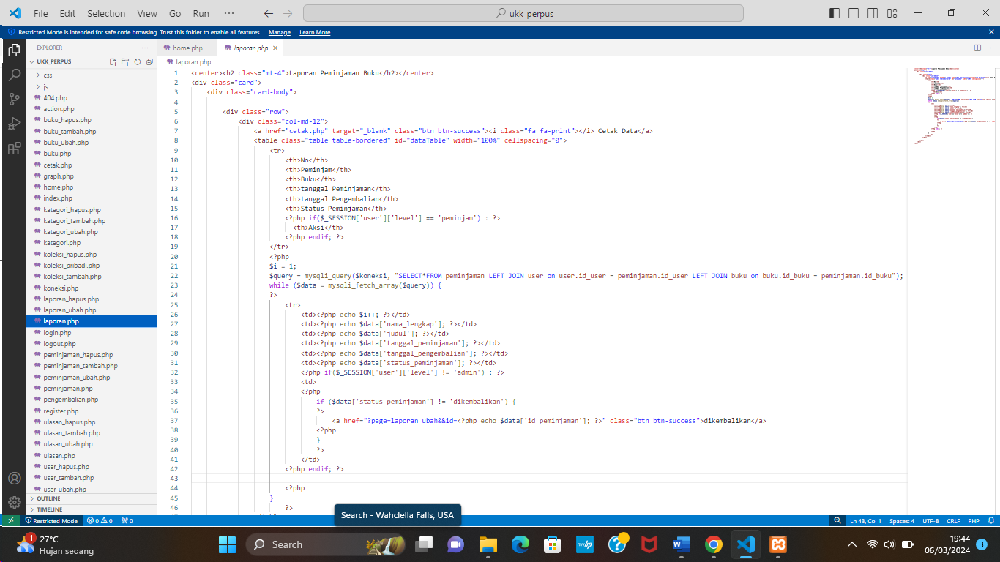 File Edit Selection View Go Run ··· ukk_perpus
Restricted Mode is intended for safe code browsing. Trust this folder to enable all features. Manage Learn More
EXPLORER ···
home.php laporan.php
UKK PERPUS
laporan.php
css
js
404.php
action.php
buku_hapus.php
buku_tambah.php
buku_ubah.php
buku.php
cetak.php
graph.php
home.php
index.php
kategori_hapus.php
kategori_tambah.php
kategori_ubah.php
kategori.php
koleksi_hapus.php
koleksi_pribadi.php
koleksi_tambah.php
koneksi.php
laporan_hapus.php
laporan_ubah.php
laporan.php
login.php
logout.php
peminjaman_hapus.php
peminjaman_tambah.php
peminjaman_ubah.php
peminjaman.php
pengembalian.php
register.php
ulasan_hapus.php
ulasan_tambah.php
ulasan_ubah.php
ulasan.php
user_hapus.php
user_tambah.php
user_ubah.php
OUTLINE
TIMELINE
1 <center><h2 class="mt-4">Laporan Peminjaman Buku</h2></center>
2 <div class="card">
3 <div class="card-body">
4
5 <div class="row">
6 <div class="col-md-12">
7 <a href="cetak.php" target="_blank" class="btn btn-success"><i class="fa fa-print"></i> Cetak Data</a>
8 <table class="table table-bordered" id="dataTable" width="100%" cellspacing="0">
9 <tr>
10 <th>No</th>
11 <th>Peminjam</th>
12 <th>Buku</th>
13 <th>tanggal Peminjaman</th>
14 <th>tanggal Pengembalian</th>
15 <th>Status Peminjaman</th>
16 <?php if($_SESSION['user']['level'] == 'peminjam') : ?>
17 <th>Aksi</th>
18 <?php endif; ?>
19 </tr>
20 <?php
21 $i = 1;
22 $query = mysqli_query($koneksi, "SELECT*FROM peminjaman LEFT JOIN user on user.id_user = peminjaman.id_user LEFT JOIN buku on buku.id_buku = peminjaman.id_buku");
23 while ($data = mysqli_fetch_array($query)) {
24 ?>
25 <tr>
26 <td><?php echo $i++; ?></td>
27 <td><?php echo $data['nama_lengkap']; ?></td>
28 <td><?php echo $data['judul']; ?></td>
29 <td><?php echo $data['tanggal_peminjaman']; ?></td>
30 <td><?php echo $data['tanggal_pengembalian']; ?></td>
31 <td><?php echo $data['status_peminjaman']; ?></td>
32 <?php if($_SESSION['user']['level'] != 'admin') : ?>
33 <td>
34 <?php
35 if ($data['status_peminjaman'] != 'dikembalikan') {
36 ?>
37 <a href="?page=laporan_ubah&&id=<?php echo $data['id_peminjaman']; ?>" class="btn btn-success">dikembalikan</a>
38 <?php
39 }
40 ?>
41 </td>
42 <?php endif; ?>
43
44 <?php
45 }
46 ?>
Search - Wahclella Falls, USA
Restricted Mode 0 0 0 Ln 43, Col 1 Spaces: 4 UTF-8 CRLF PHP
1 27°C
Hujan sedang
Search
myhp
19:44
06/03/2024
3